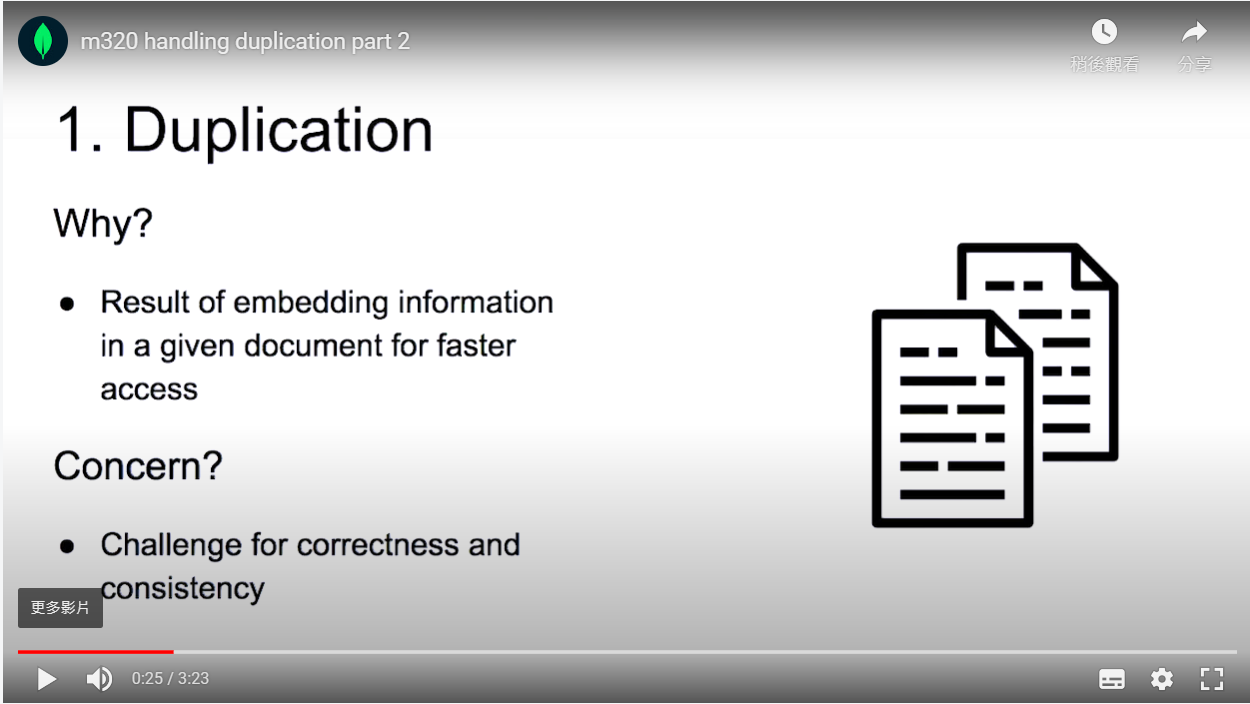 m320 handling duplication part 2
稍後觀看
分享
1. Duplication
Why?
● Result of embedding information
in a given document for faster
access
Concern?
● Challenge for correctness and
consistency
更多影片
0:25 / 3:23